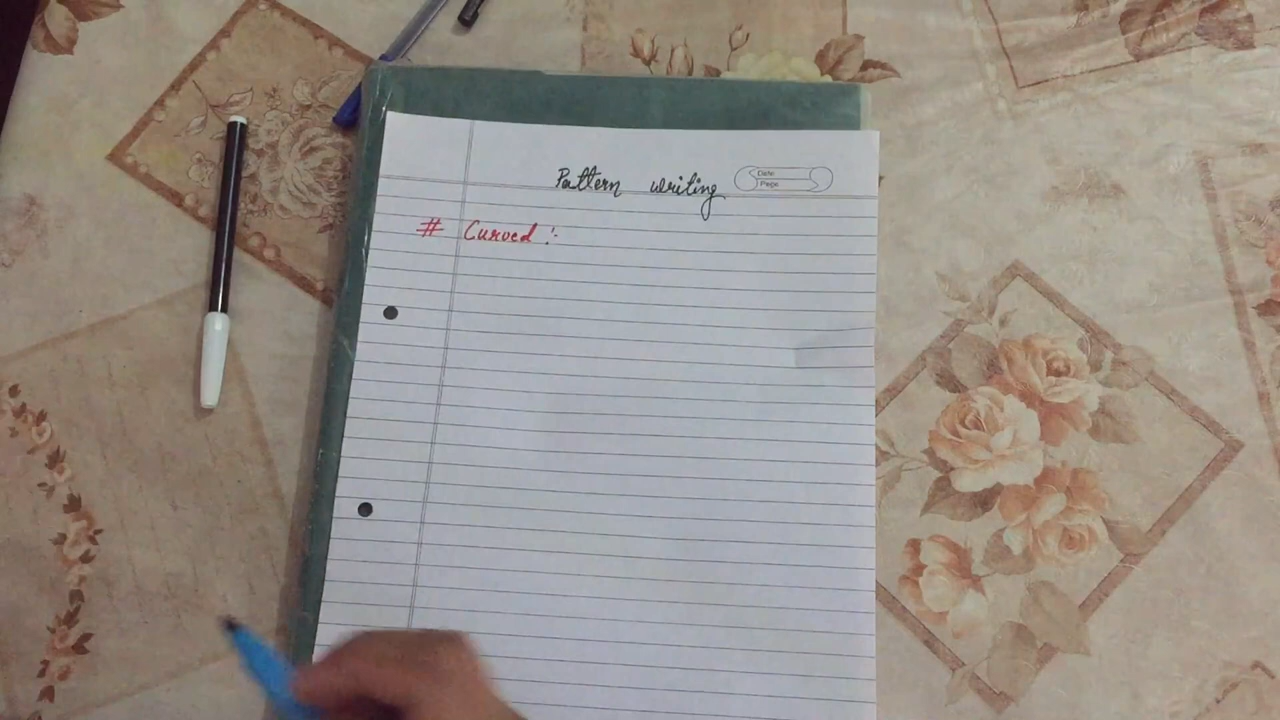 Pattern writing
Date
Page
# Curved :-